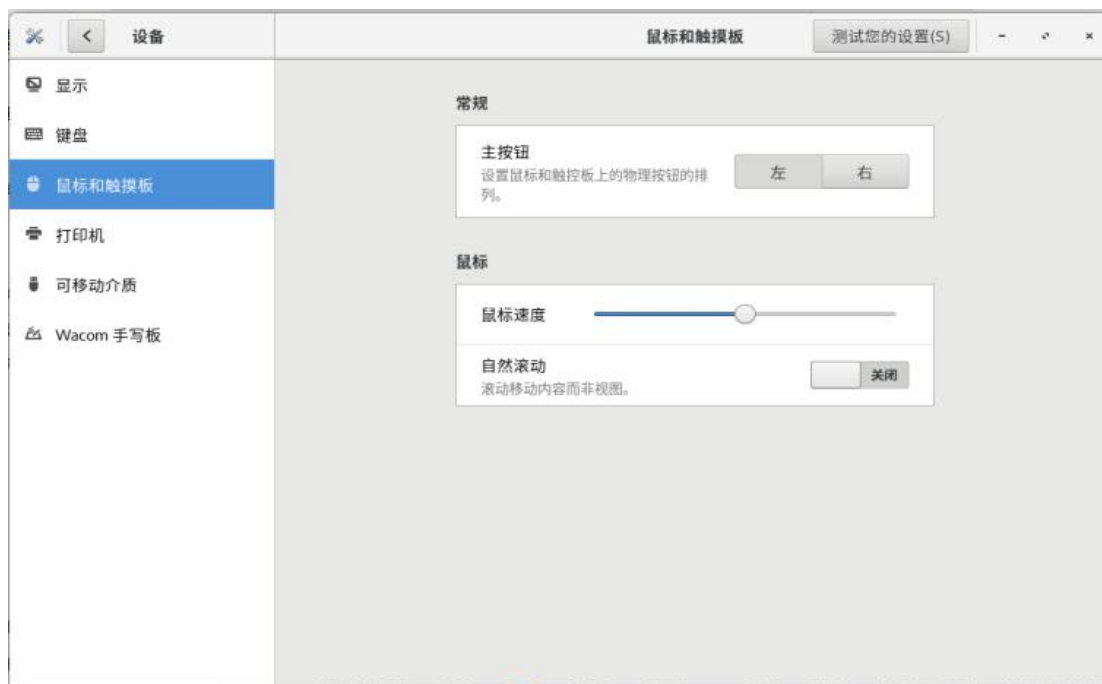 设备
鼠标和触摸板
测试您的设置(S)
显示
键盘
鼠标和触摸板
打印机
可移动介质
Wacom 手写板
常规
主按钮
设置鼠标和触控板上的物理按钮的排
列。
左
右
鼠标
鼠标速度
自然滚动
滚动移动内容而非视图。
关闭